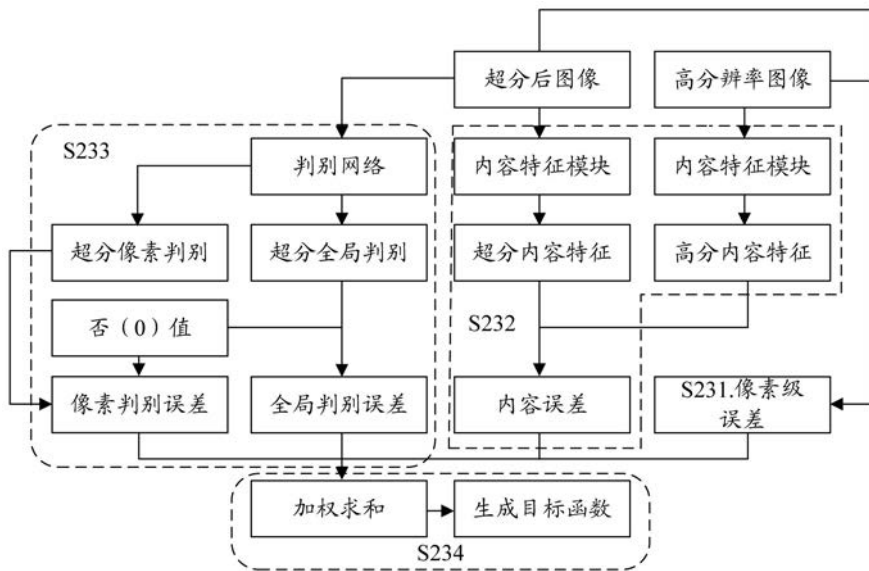 超分后图像
高分辨率图像
S233
判别网络
内容特征模块
内容特征模块
超分像素判别
超分全局判别
超分内容特征
高分内容特征
否（0）值
S232
像素判别误差
全局判别误差
内容误差
S231.像素级
误差
加权求和
生成目标函数
S234